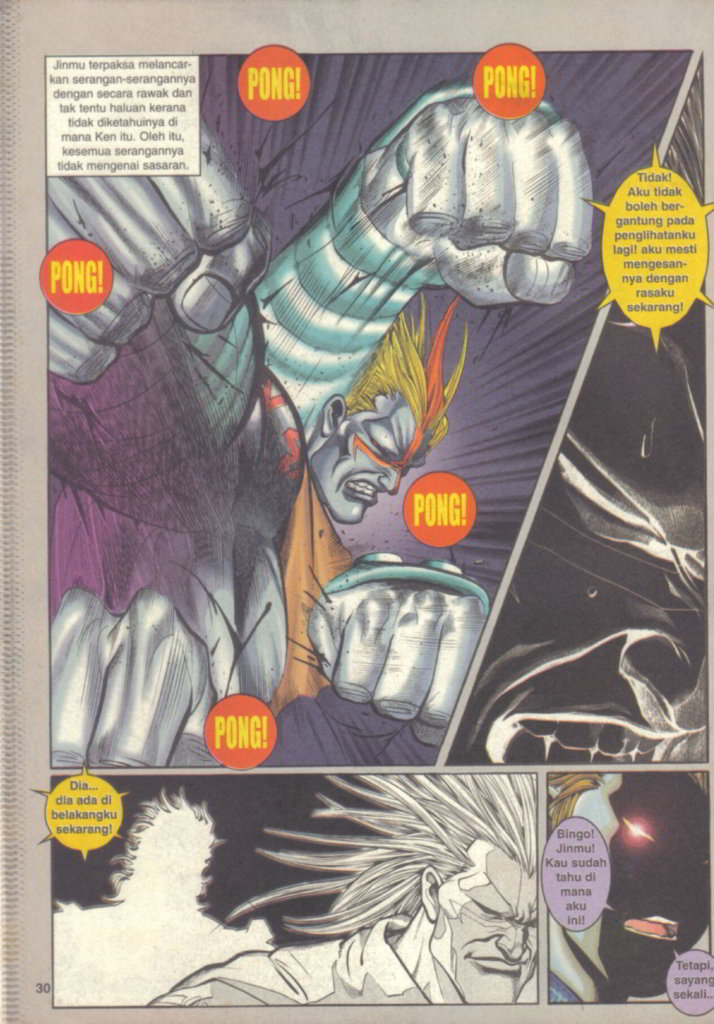 Jinmu terpaksa melancar-
kan serangan-serangannya
dengan secara rawak dan
tak tentu haluan kerana
tidak diketahuinya di
mana Ken itu. Oleh itu,
kesemua serangannya
tidak mengenai sasaran.
PONG!
PONG!
PONG!
PONG!
PONG!
Tidak!
Aku tidak
boleh ber-
gantung pada
penglihatanku
lagi! aku mesti
mengesan-
nya dengan
rasaku
sekarang!
Dia...
dia ada di
belakangku
sekarang!
Bingo!
Jinmu!
Kau sudah
tahu di
mana
aku
ini!
Tetapi,
sayang
sekali..
30